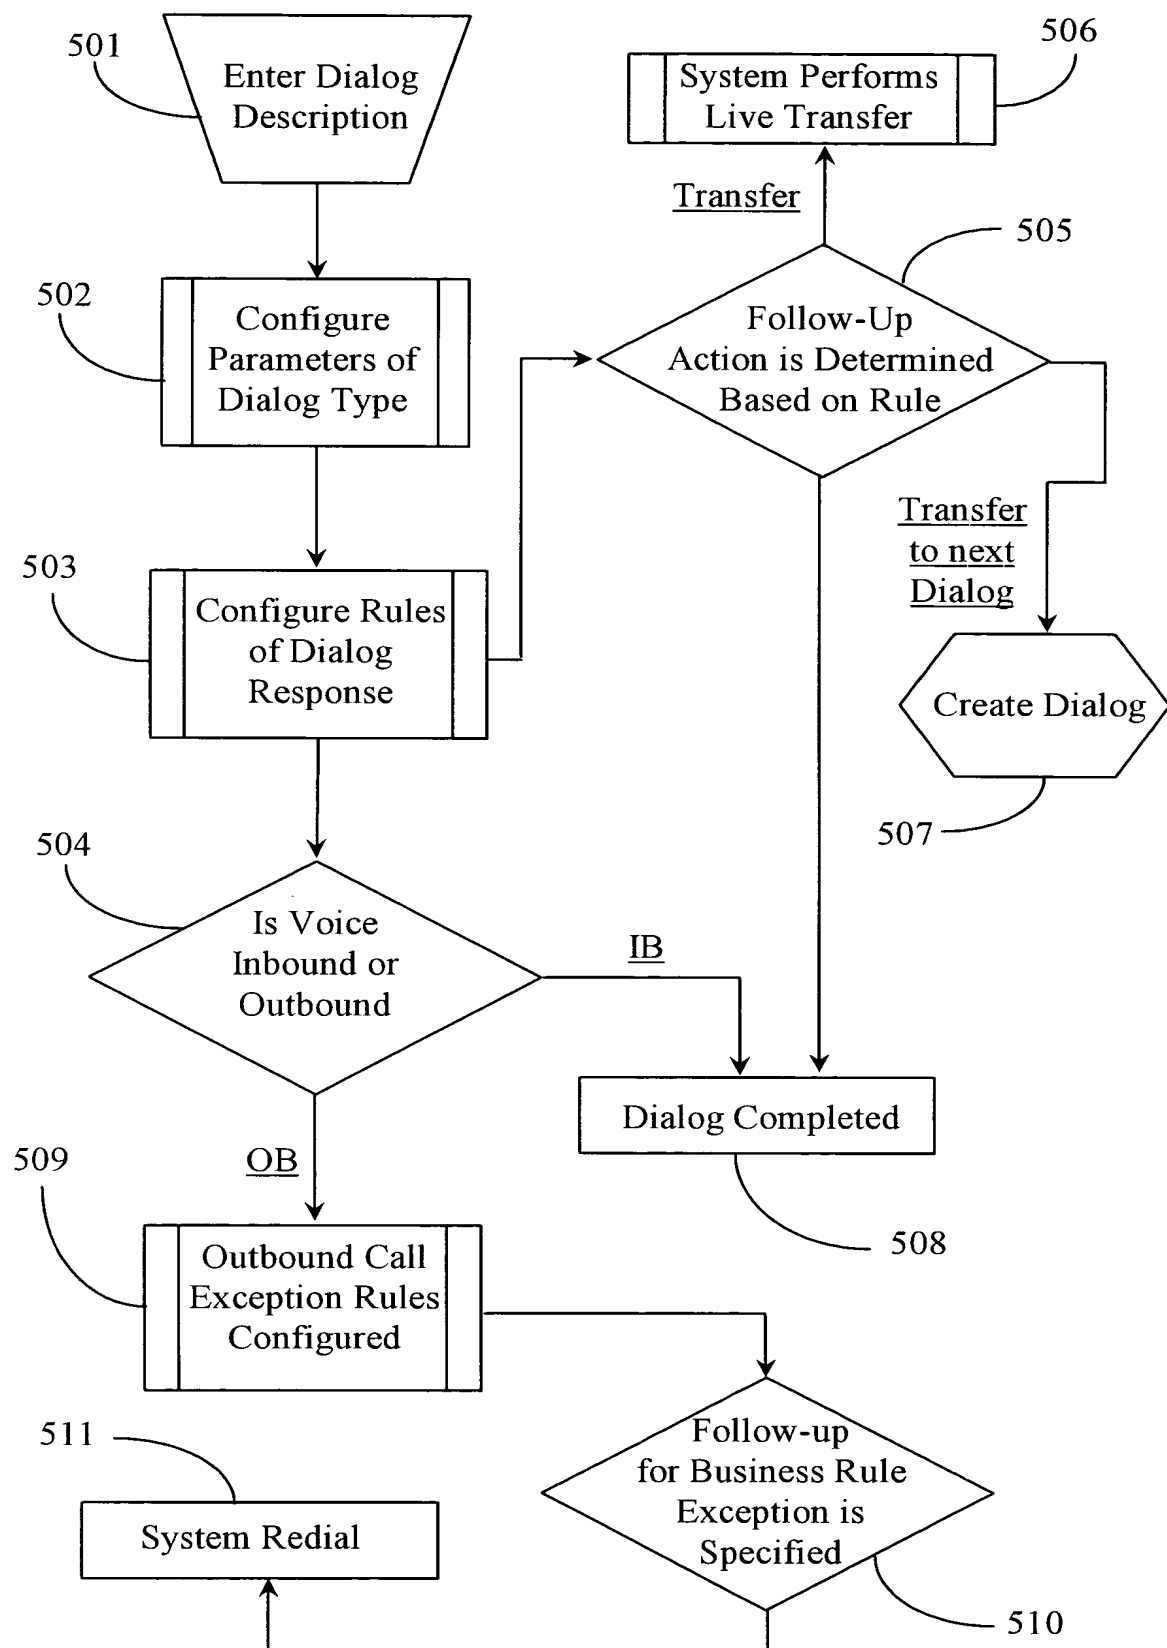 501
Enter Dialog
Description
506
System Performs
Live Transfer
Transfer
505
502
Configure
Parameters of
Dialog Type
Follow-Up
Action is Determined
Based on Rule
Transfer
to next
Dialog
503
Configure Rules
of Dialog
Response
Create Dialog
507
504
Is Voice
Inbound or
Outbound
IB
Dialog Completed
508
OB
509
Outbound Call
Exception Rules
Configured
511
System Redial
Follow-up
for Business Rule
Exception is
Specified
510